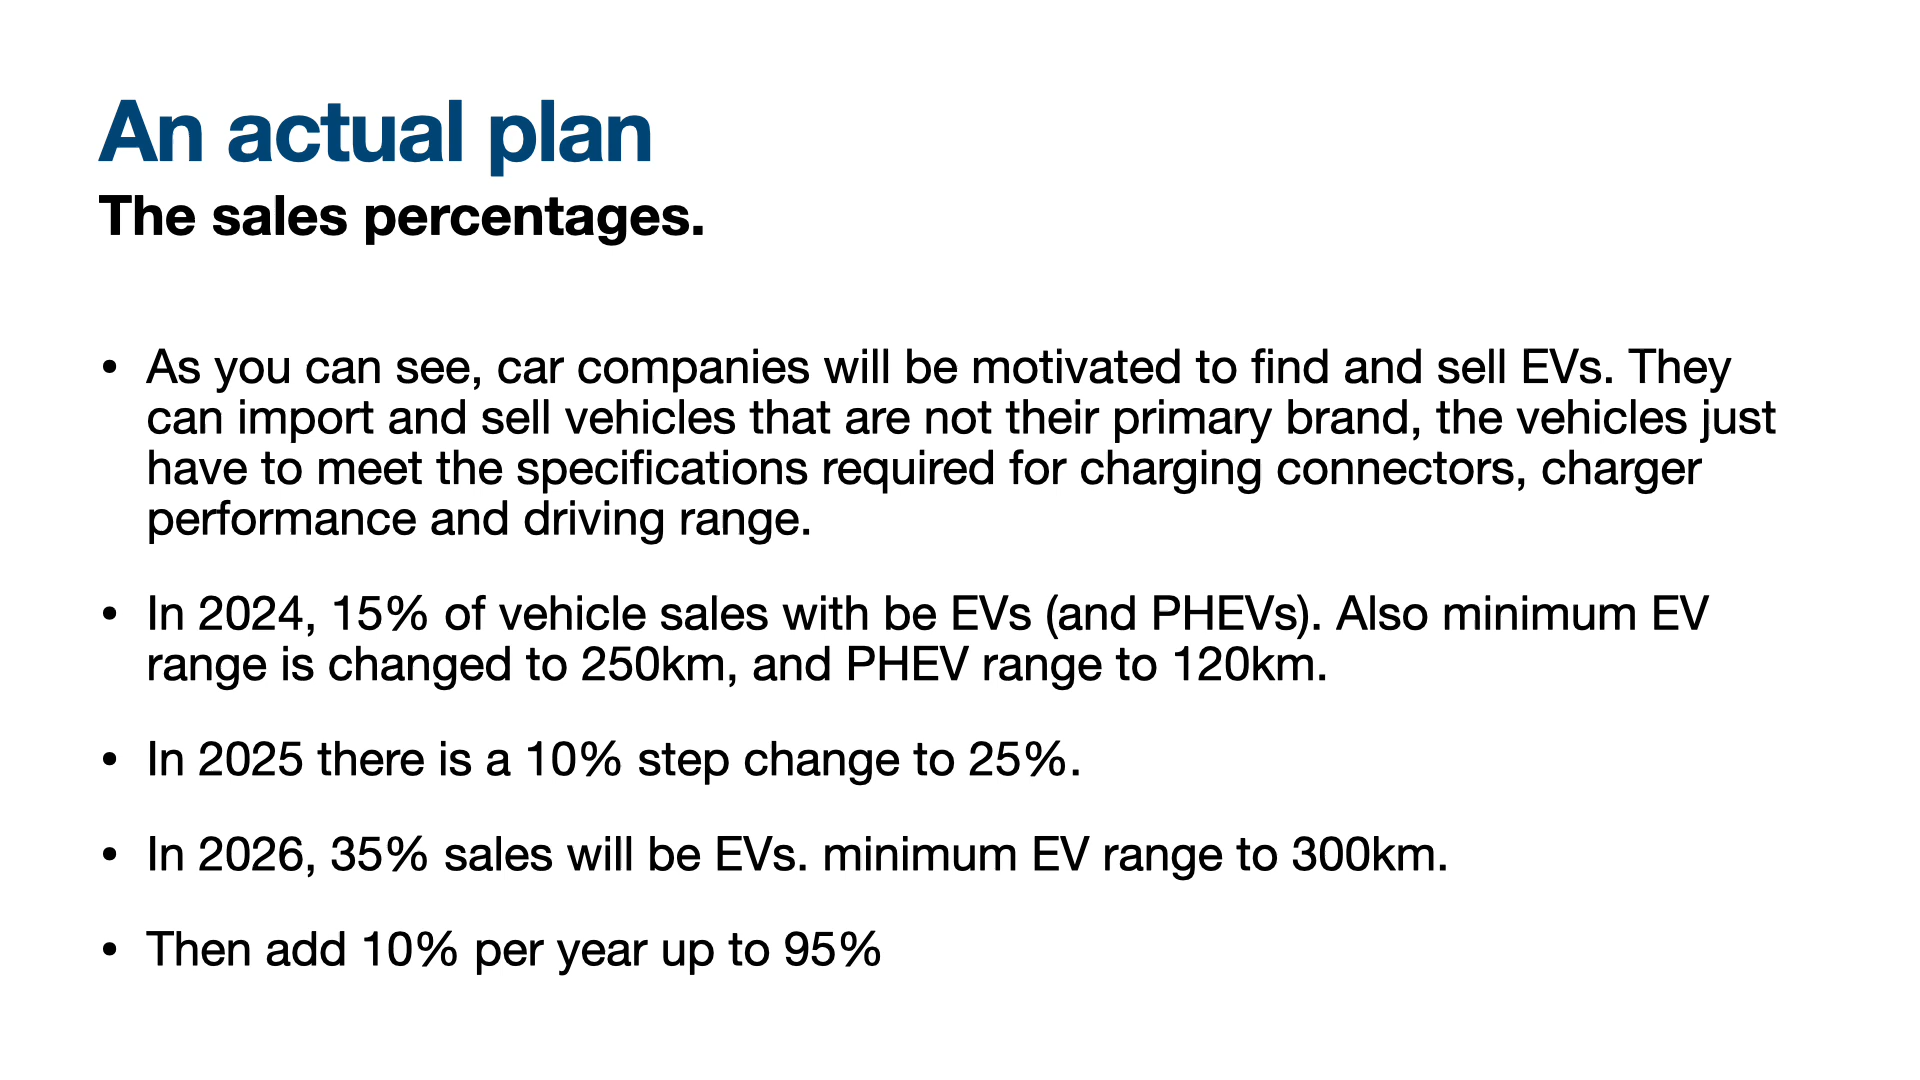 An actual plan
The sales percentages.
• As you can see, car companies will be motivated to find and sell EVs. They
can import and sell vehicles that are not their primary brand, the vehicles just
have to meet the specifications required for charging connectors, charger
performance and driving range.
• In 2024, 15% of vehicle sales with be EVs (and PHEVs). Also minimum EV
range is changed to 250km, and PHEV range to 120km.
• In 2025 there is a 10% step change to 25%.
• In 2026, 35% sales will be EVs. minimum EV range to 300km.
• Then add 10% per year up to 95%